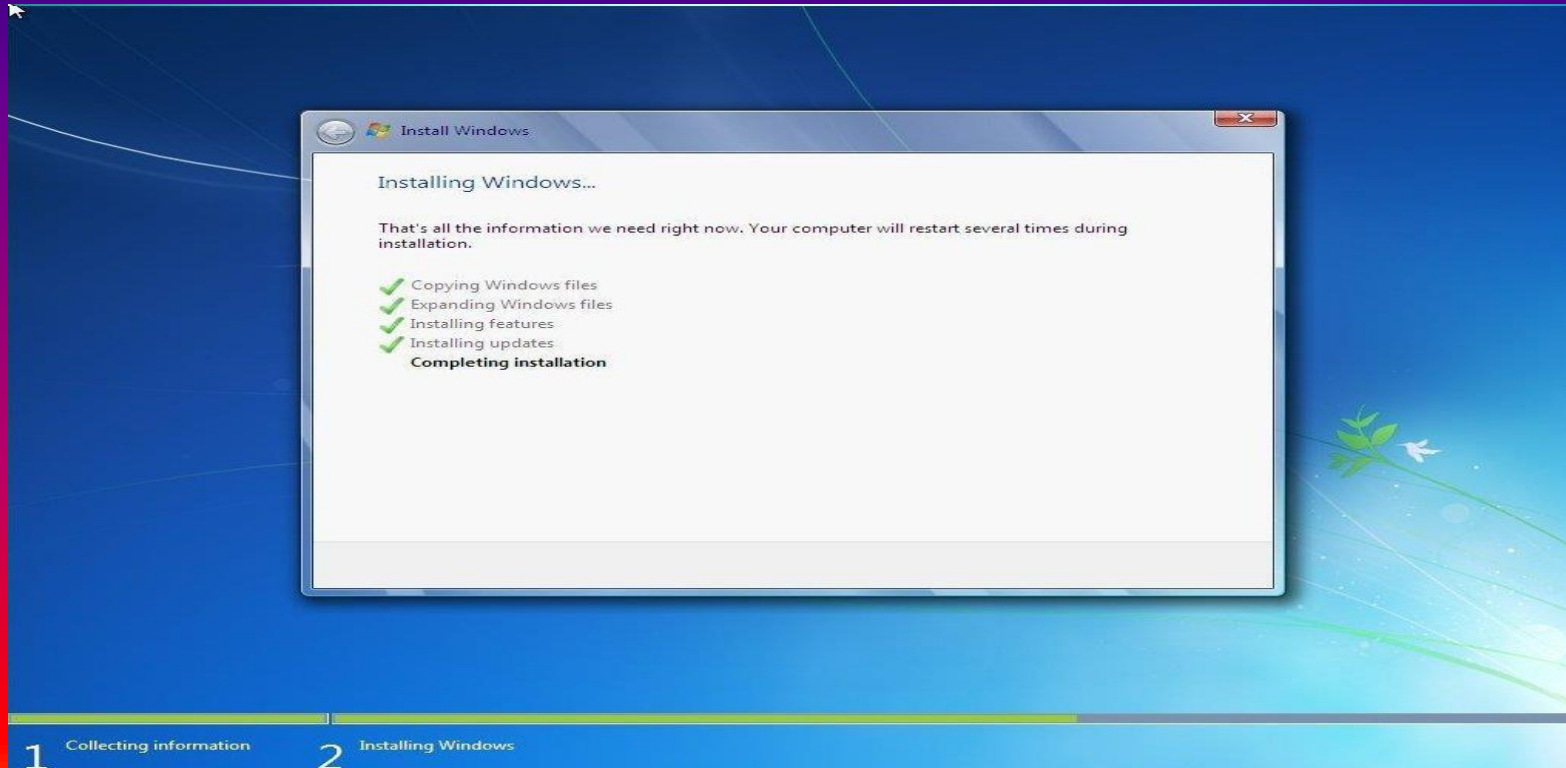 Install Windows
Installing Windows...
That's all the information we need right now. Your computer will restart several times during
installation.
Copying Windows files
Expanding Windows files
Installing features
Installing updates
Completing installation
1 Collecting information
2 Installing Windows